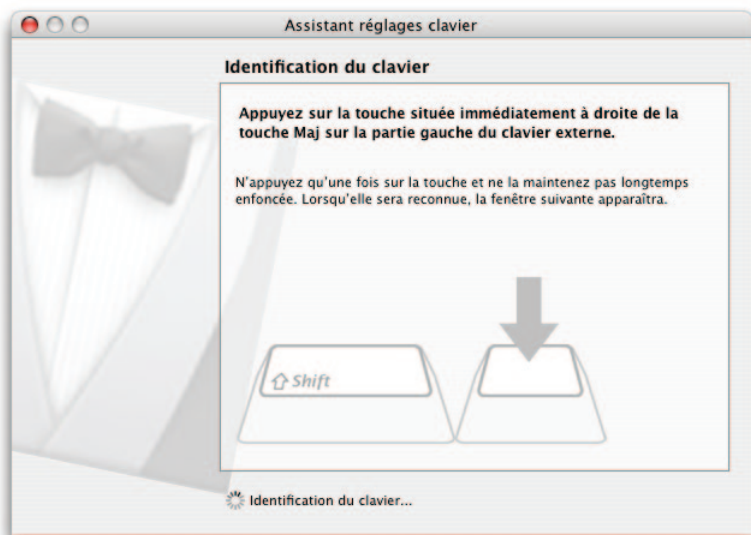 Assistant réglages clavier
Identification du clavier
Appuyez sur la touche située immédiatement à droite de la
touche Maj sur la partie gauche du clavier externe.
N'appuyez qu'une fois sur la touche et ne la maintenez pas longtemps
enfoncée. Lorsqu'elle sera reconnue, la fenêtre suivante apparaîtra.
Shift
Identification du clavier...